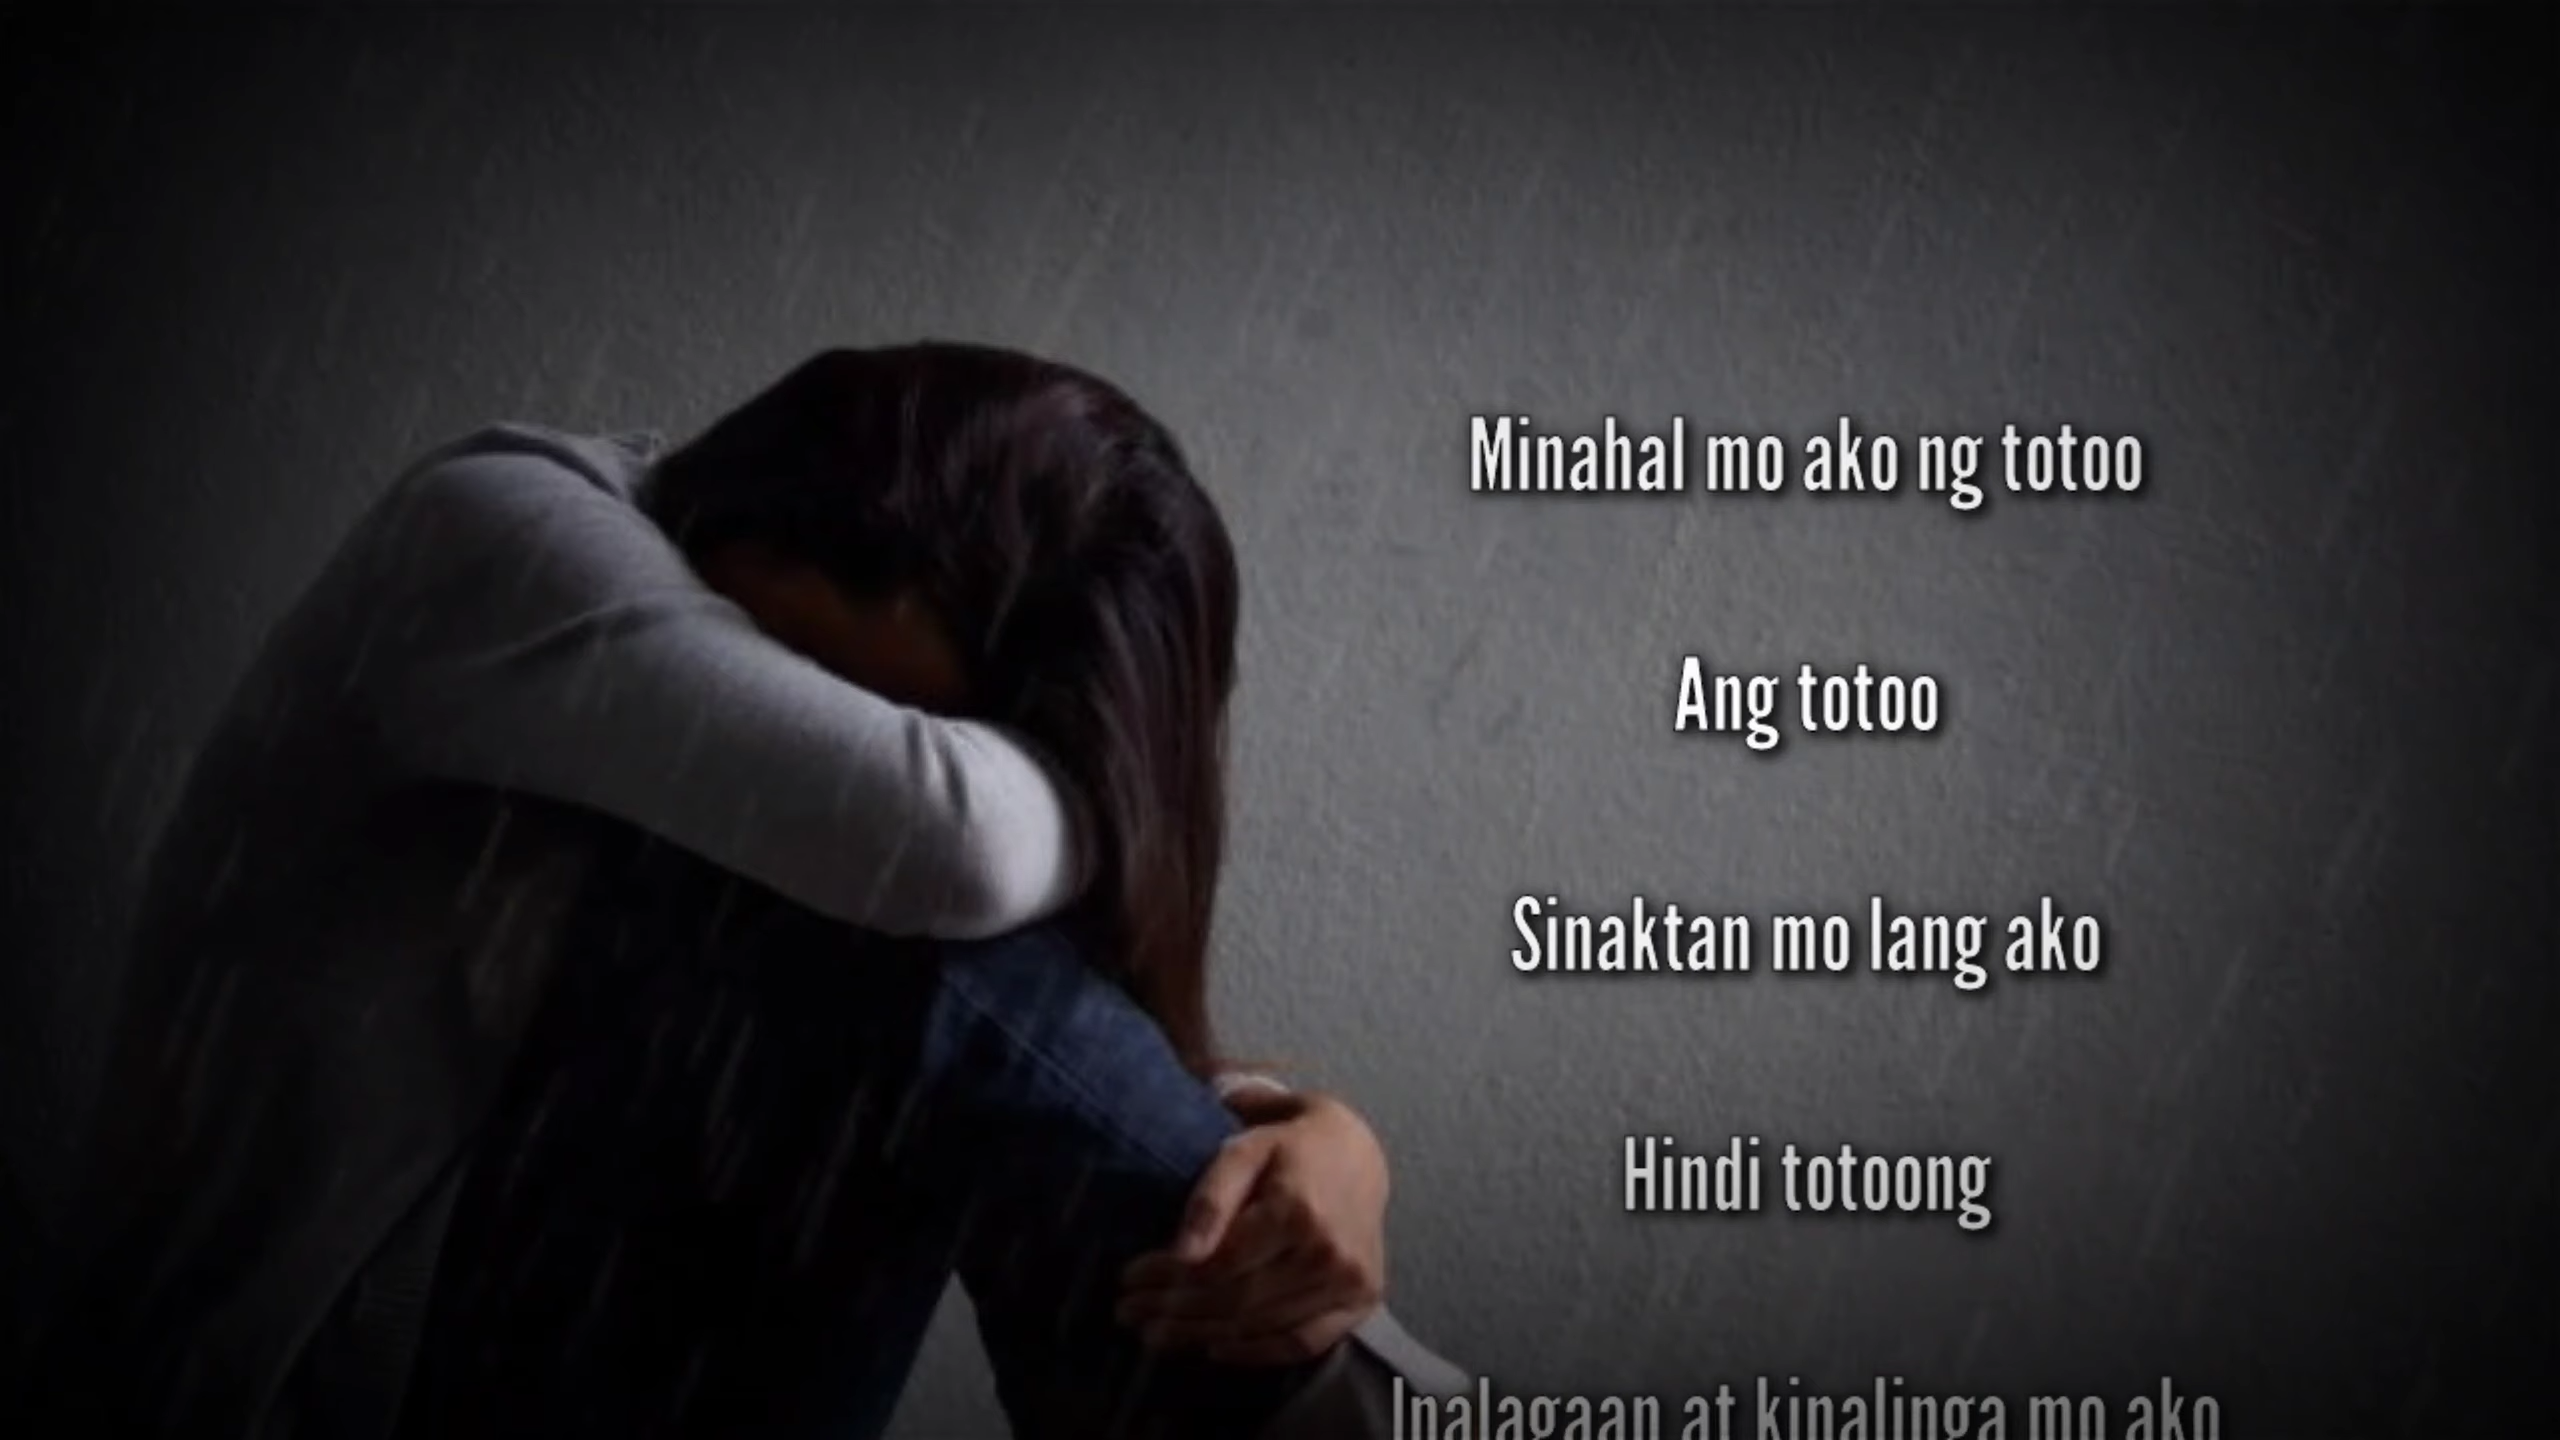 Minahal mo ako ng totoo
Ang totoo
Sinaktan mo lang ako
Hindi totoong
Inalagaan at kinalinga mo ako